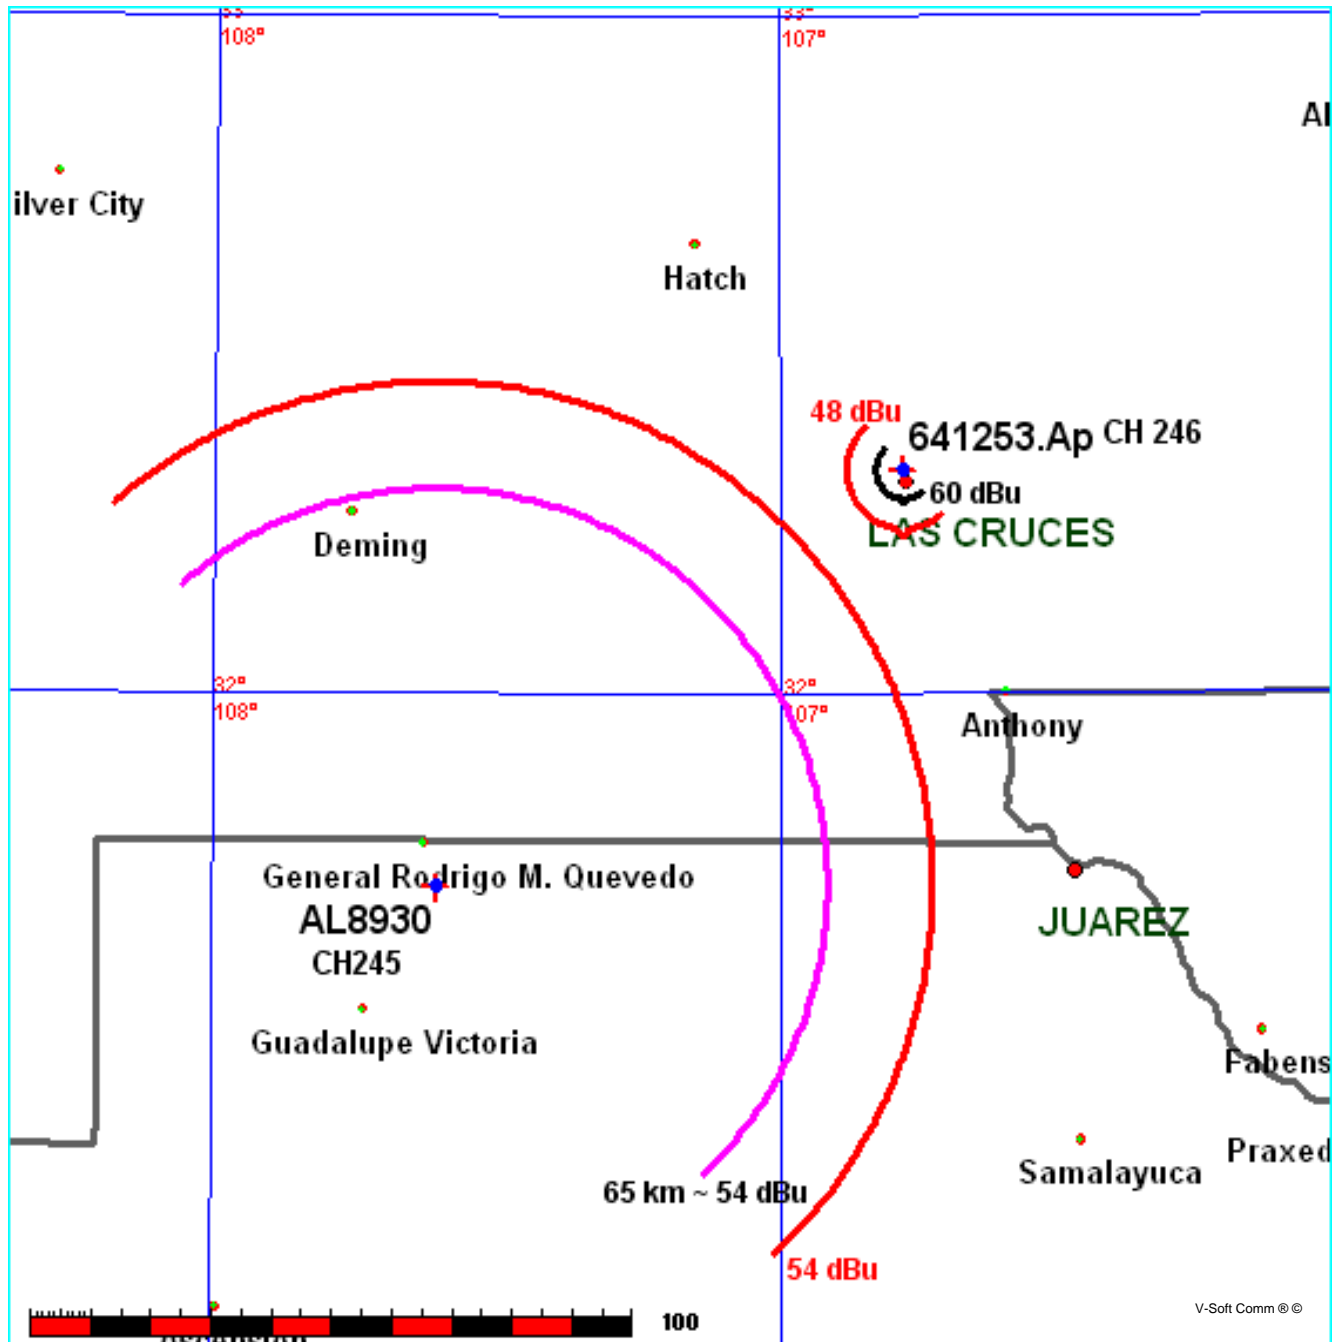 33°
108°
33°
107°
Al
ilver City
Hatch
48 dBu
641253.Ap CH 246
60 dBu
LAS CRUCES
Deming
32°
108°
32°
107°
Anthony
General Rodrigo M. Quevedo
AL8930
CH245
JUAREZ
Guadalupe Victoria
Fabens
Praxed
Samalayuca
65 km ~ 54 dBu
54 dBu
V-Soft Comm ® ©
100